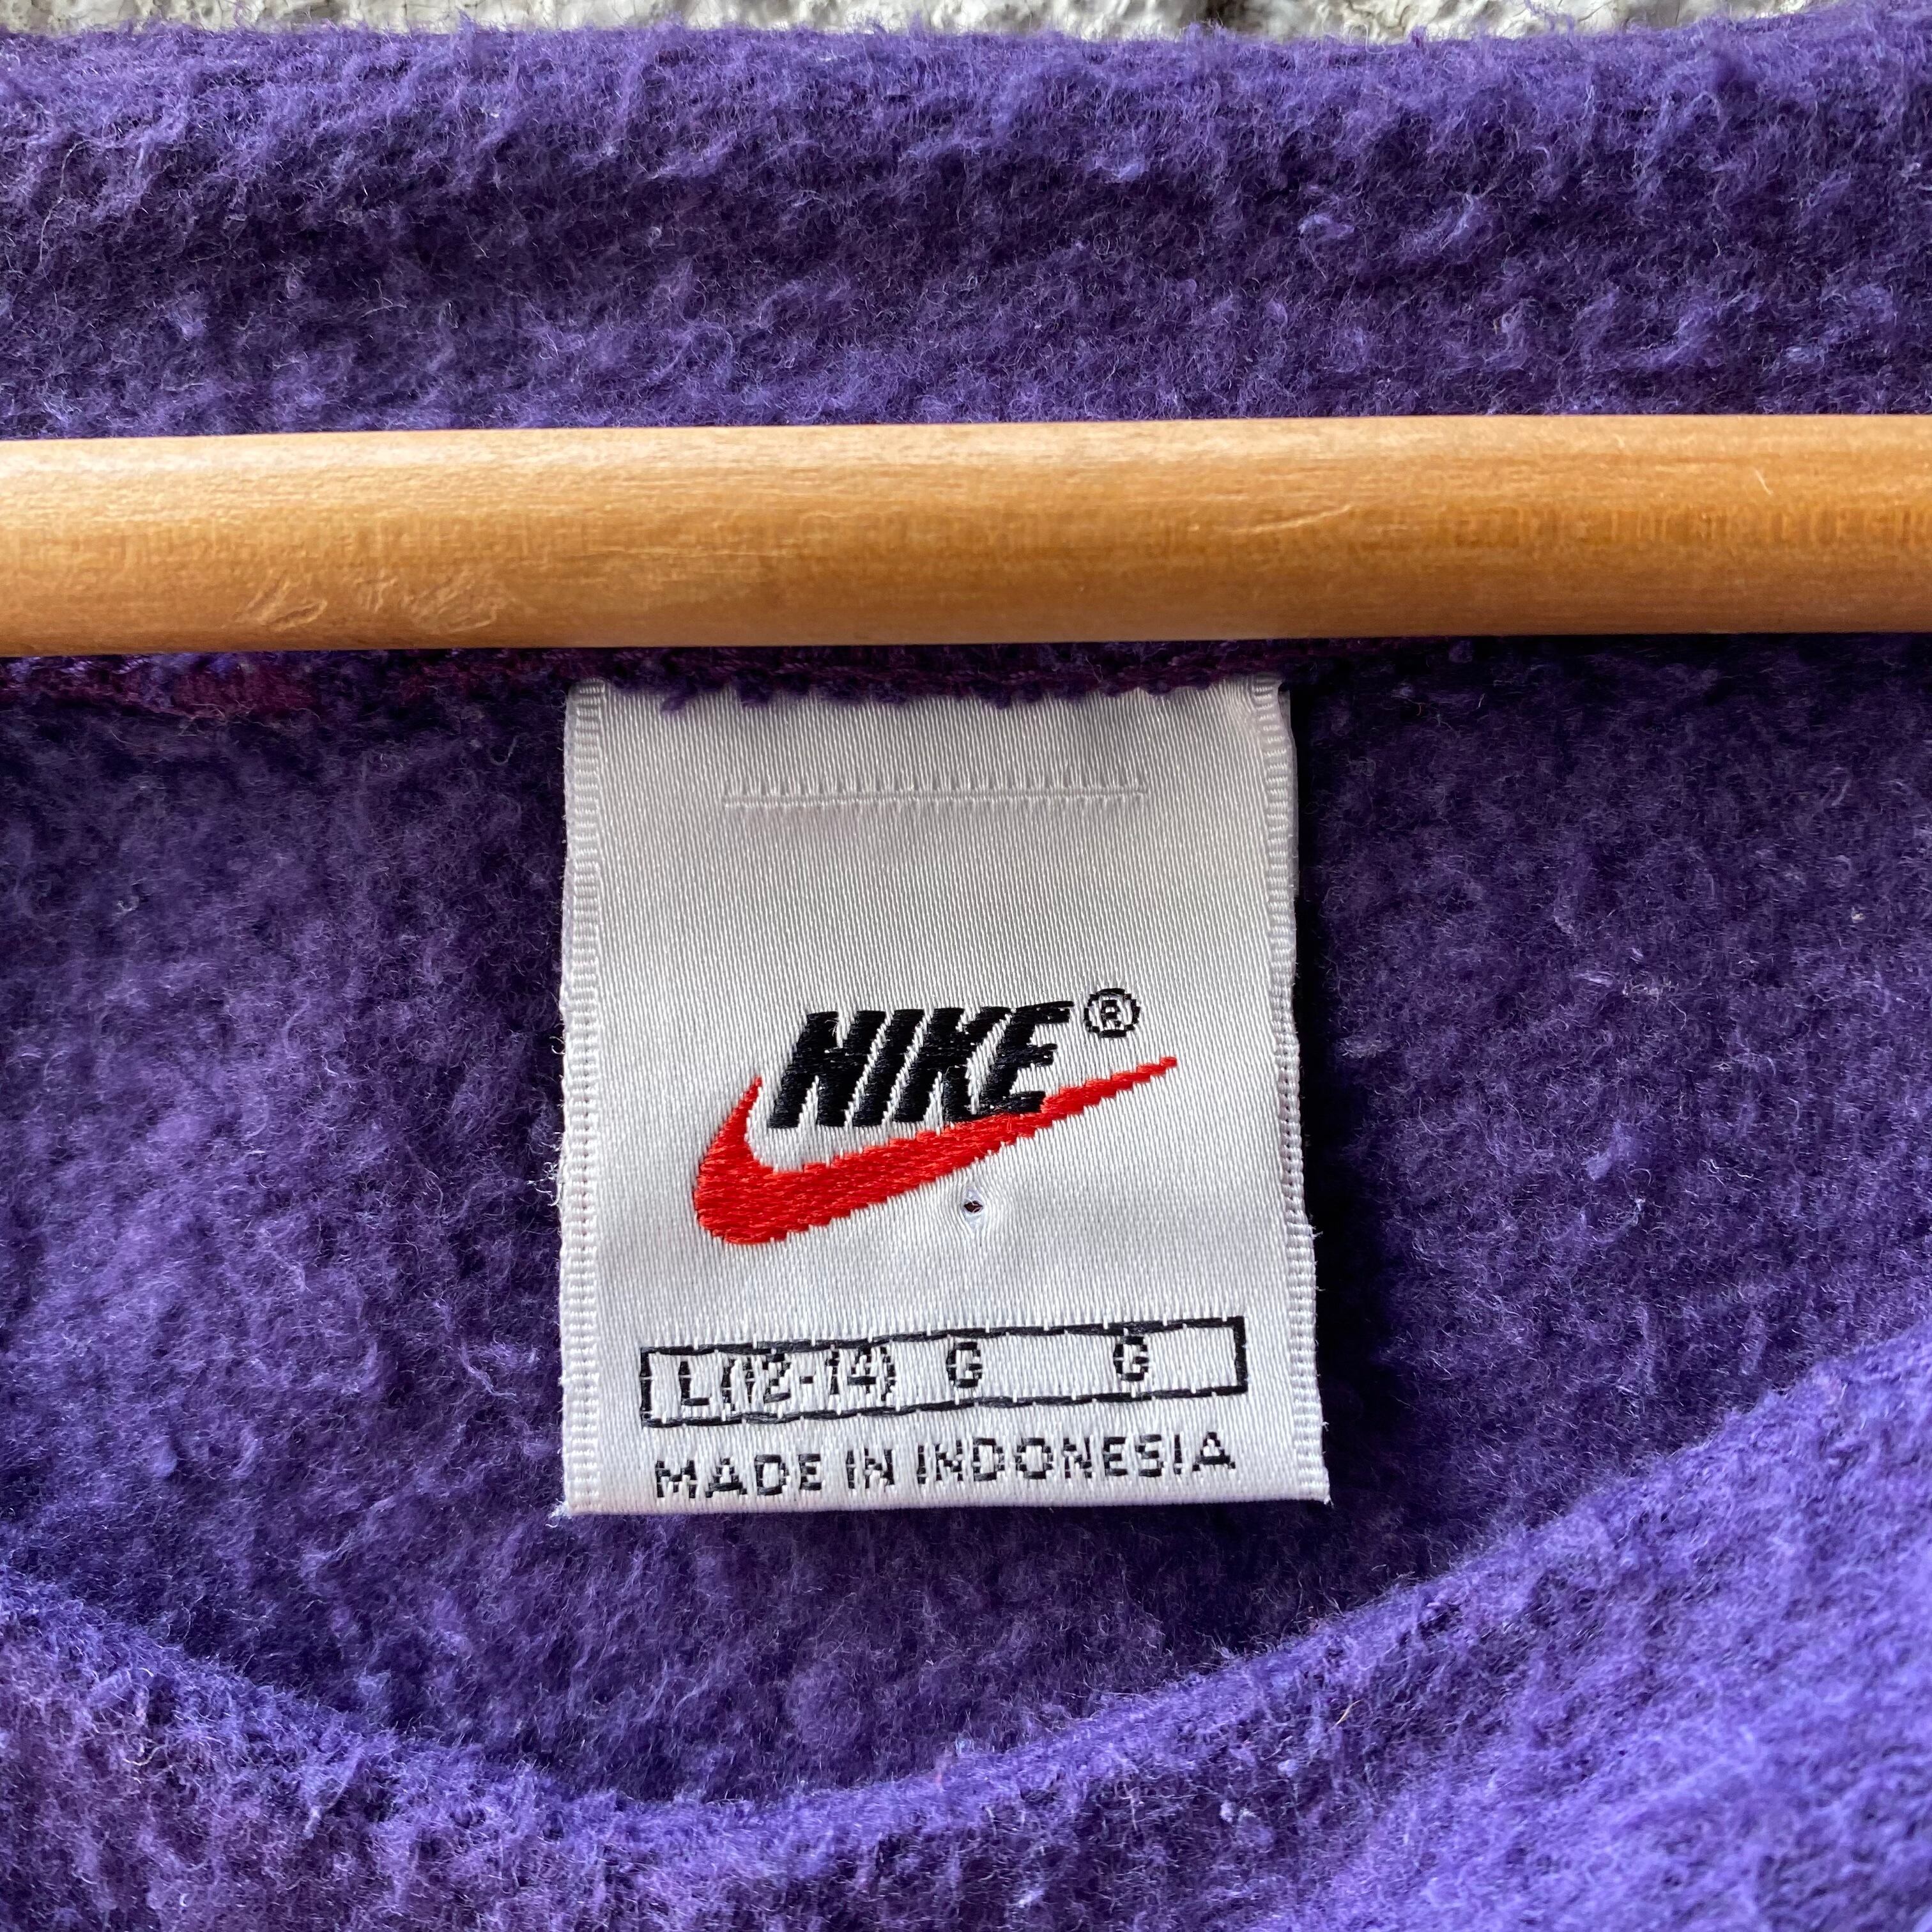 NIKE®
L(12-14) G G
MADE IN INDONESIA